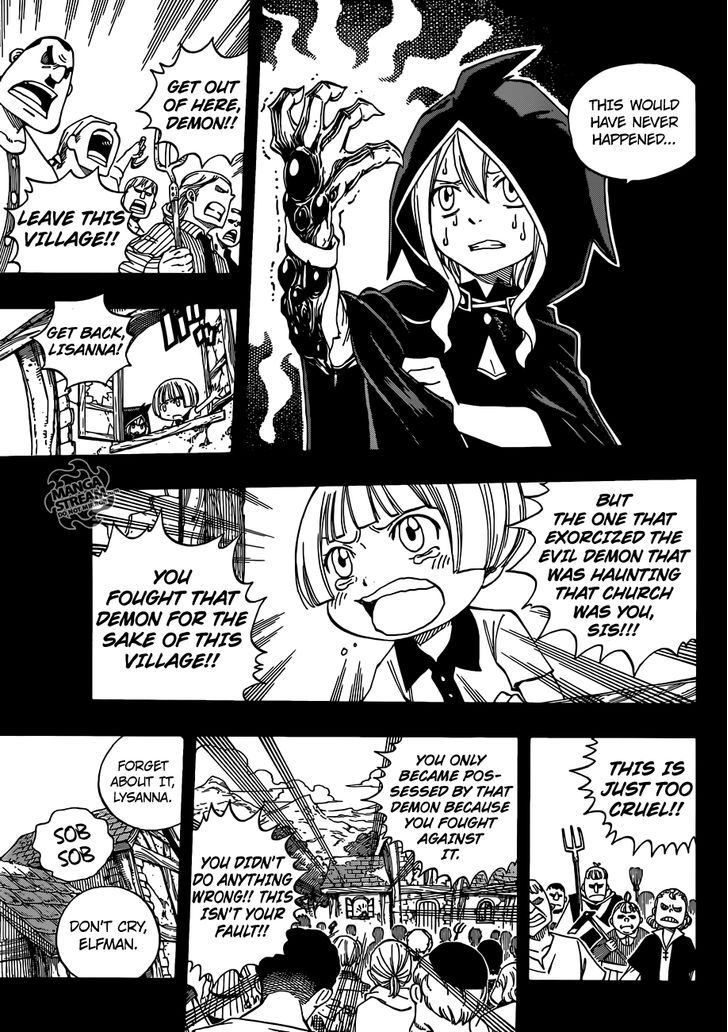 THIS WOULD
HAVE NEVER
HAPPENED...
GET OUT
OF HERE,
DEMON!!
LEAVE THIS
VILLAGE!!
GET BACK,
LISANNA!
MANGA
STREAM
BUT
THE ONE THAT
EXORCIZED THE
EVIL DEMON THAT
WAS HAUNTING
THAT CHURCH
WAS YOU,
SIS!!!
YOU
FOUGHT THAT
DEMON FOR THE
SAKE OF THIS
VILLAGE!!
THIS IS
JUST TOO
CRUEL!!
YOU ONLY
BECAME POS-
SESSED BY THAT
DEMON BECAUSE
YOU FOUGHT
AGAINST
IT.
YOU DIDN'T
DO ANYTHING
WRONG!! THIS
ISN'T YOUR
FAULT!!
FORGET
ABOUT IT,
LYSANNA.
SOB
SOB
DON'T CRY,
ELFMAN.